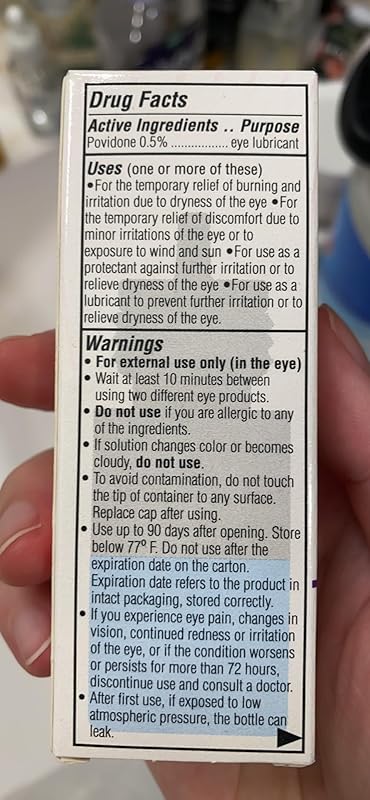 Drug Facts
Active Ingredients .. Purpose
Povidone 0.5% ................ eye lubricant
Uses (one or more of these)
•For the temporary relief of burning and
irritation due to dryness of the eye •For
the temporary relief of discomfort due to
minor irritations of the eye or to
exposure to wind and sun •For use as a
protectant against further irritation or to
relieve dryness of the eye •For use as a
lubricant to prevent further irritation or to
relieve dryness of the eye.
Warnings
• For external use only (in the eye)
• Wait at least 10 minutes between
using two different eye products.
• Do not use if you are allergic to any
of the ingredients.
• If solution changes color or becomes
cloudy, do not use.
• To avoid contamination, do not touch
the tip of container to any surface.
Replace cap after using.
• Use up to 90 days after opening. Store
below 77º F. Do not use after the
expiration date on the carton.
Expiration date refers to the product in
intact packaging, stored correctly.
• If you experience eye pain, changes in
vision, continued redness or irritation
of the eye, or if the condition worsens
or persists for more than 72 hours,
discontinue use and consult a doctor.
• After first use, if exposed to low
atmospheric pressure, the bottle can
leak.